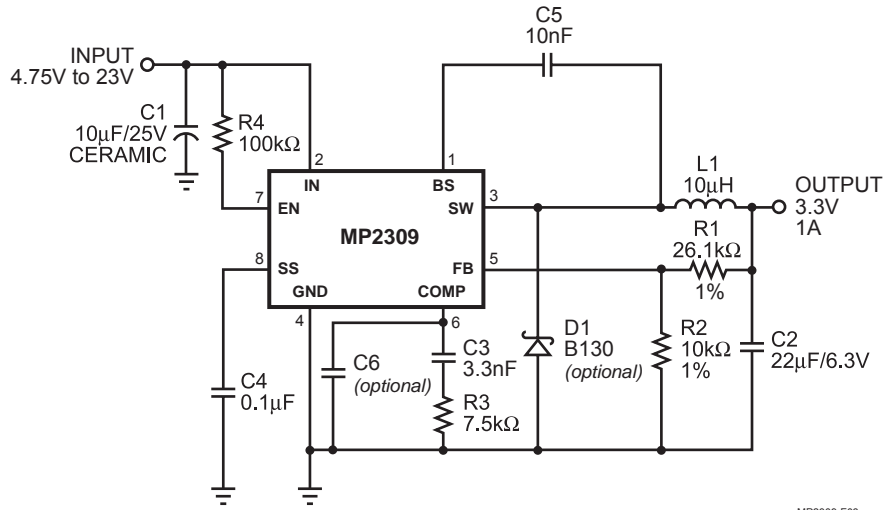 C5
10nF
INPUT
4.75V to 23V
C1
10μF/25V
CERAMIC
R4
100kΩ
2
1
IN
BS
L1
10μH
OUTPUT
3.3V
1A
7
EN
SW
3
MP2309
R1
26.1kΩ
1%
8
SS
FB
5
GND
COMP
4
6
C4
0.1μF
C6
(optional)
C3
3.3nF
R3
7.5kΩ
D1
B130
(optional)
R2
10kΩ
1%
C2
22μF/6.3V